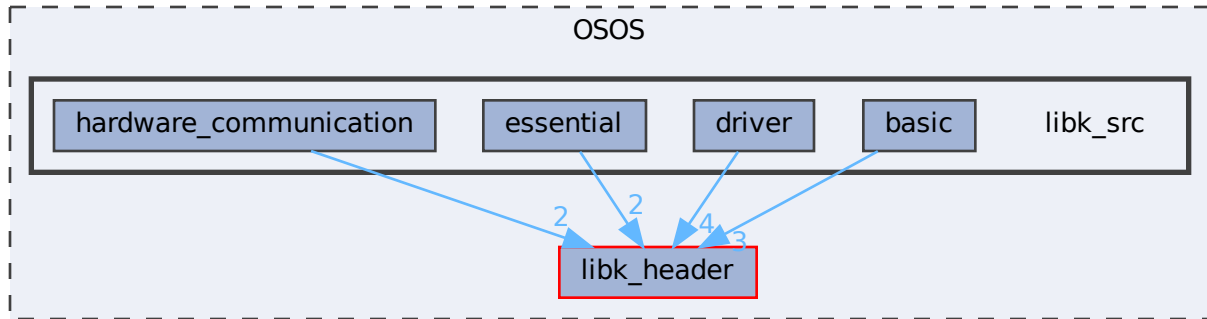 OSOS
hardware_communication
essential
driver
basic
libk_src
2
2
4
3
libk_header